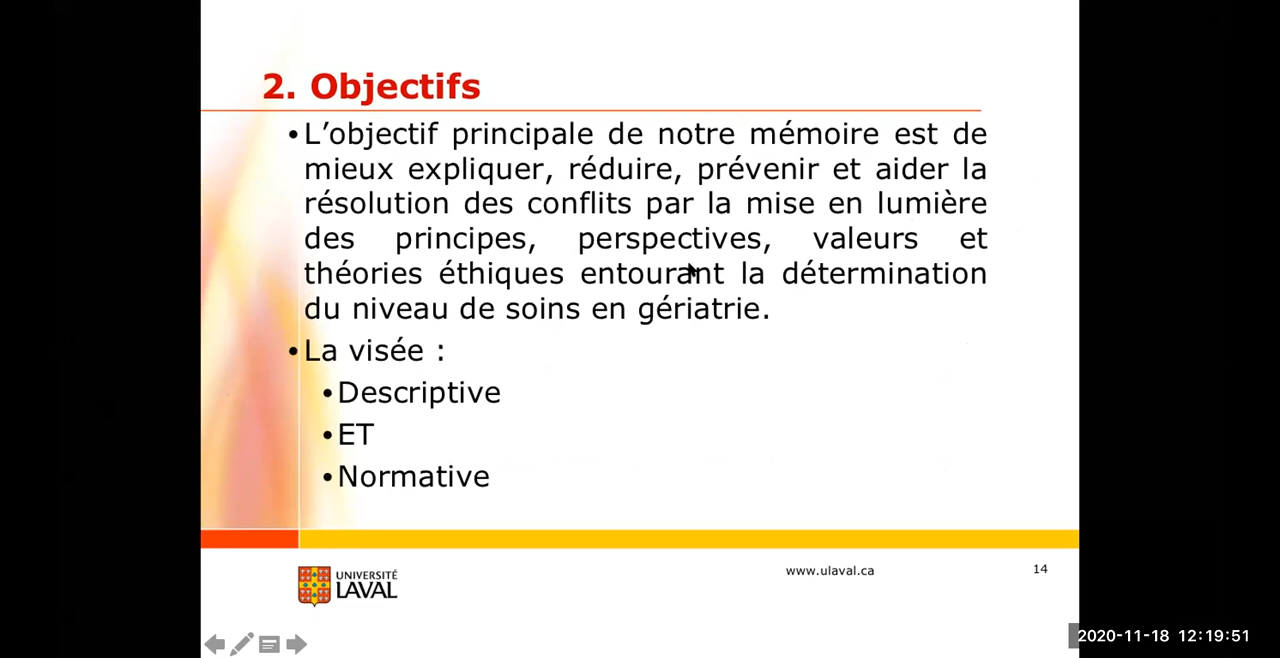 2. Objectifs
•L’objectif principale de notre mémoire est de
mieux expliquer, réduire, prévenir et aider la
résolution des conflits par la mise en lumière
des principes, perspectives, valeurs et
théories éthiques entourant la détermination
du niveau de soins en gériatrie.
•La visée :
•Descriptive
•ET
•Normative
UNIVERSITÉ
LAVAL
www.ulaval.ca
14
2020-11-18 12:19:51